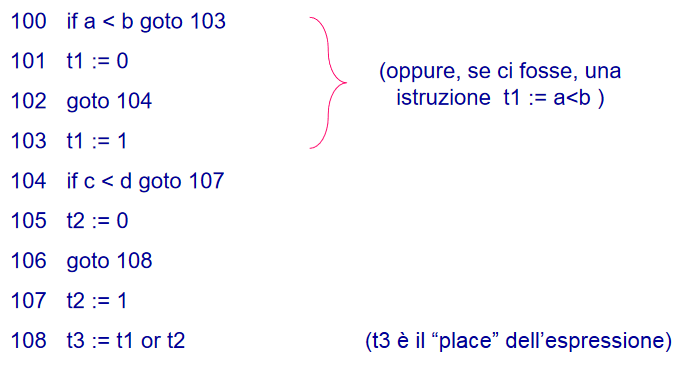 100 if a < b goto 103
101 t1 := 0
(oppure, se ci fosse, una
istruzione t1 := a<b )
102 goto 104
103 t1 := 1
104 if c < d goto 107
105 t2 := 0
106 goto 108
107 t2 := 1
108 t3 := t1 or t2 (t3 è il “place” dell’espressione)